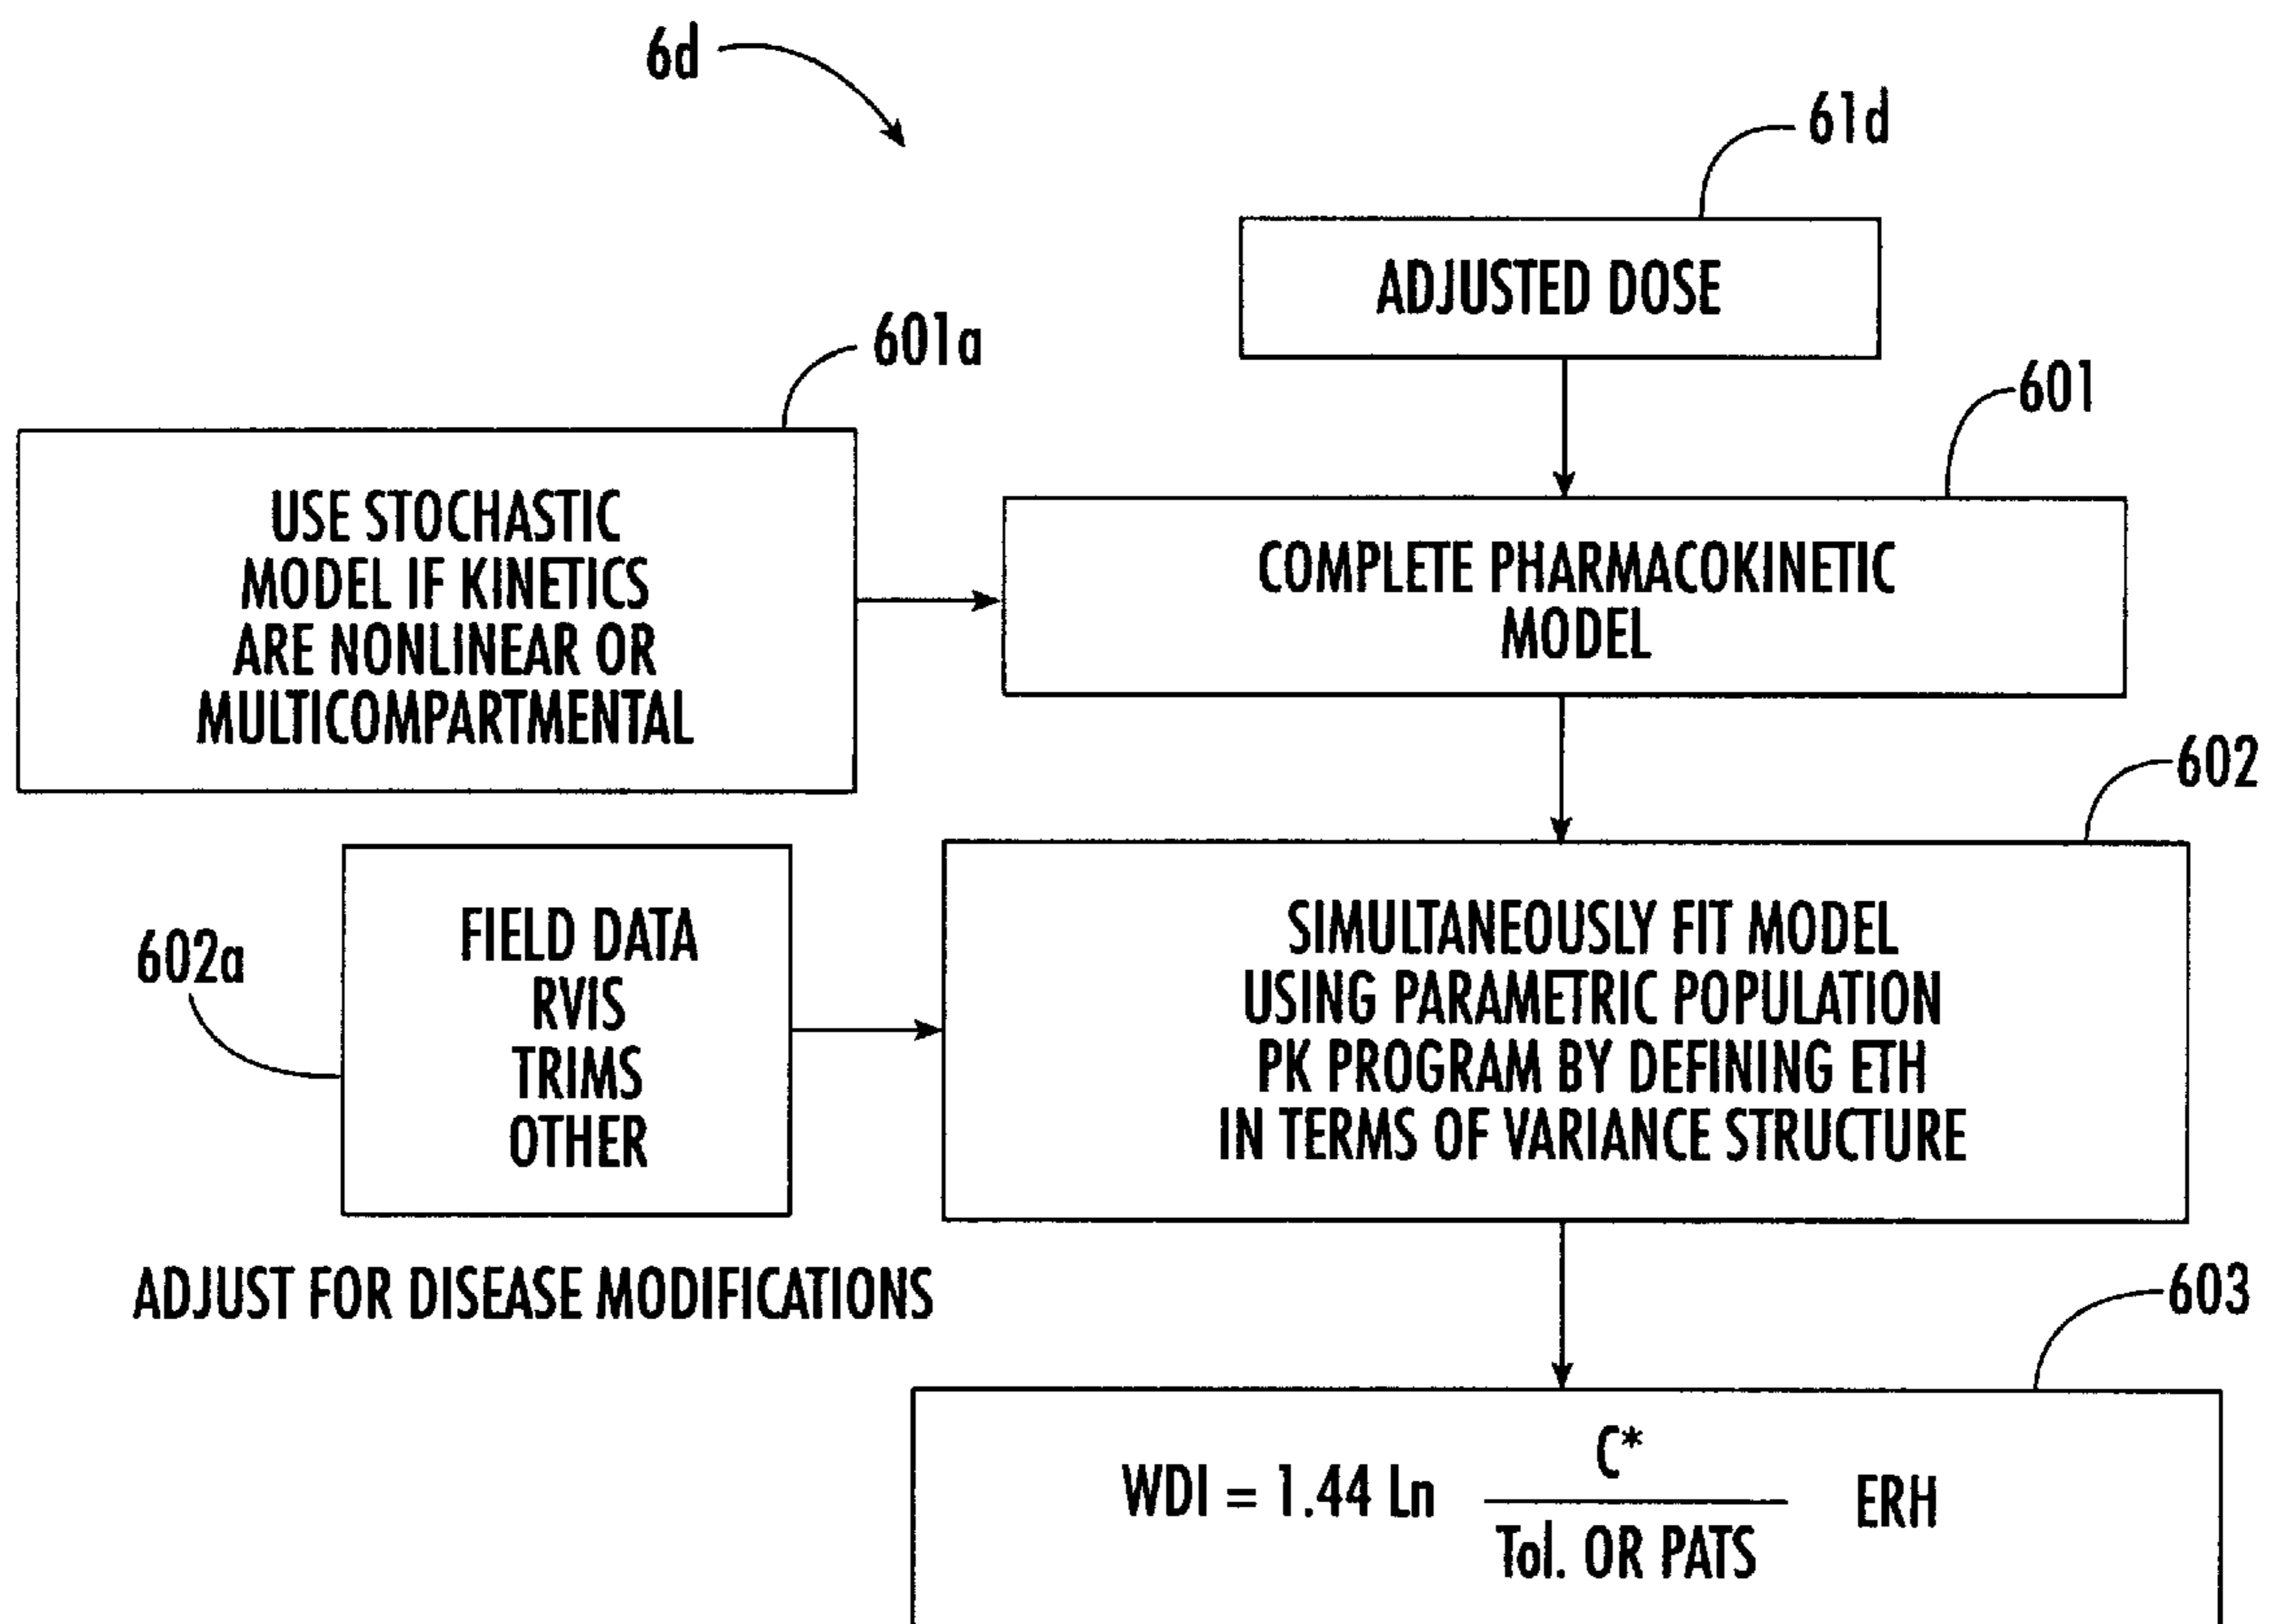 6d
61d
ADJUSTED DOSE
601a
601
USE STOCHASTIC
MODEL IF KINETICS
ARE NONLINEAR OR
MULTICOMPARTMENTAL
COMPLETE PHARMACOKINETIC
MODEL
602
602a
FIELD DATA
RVIS
TRIMS
OTHER
SIMULTANEOUSLY FIT MODEL
USING PARAMETRIC POPULATION
PK PROGRAM BY DEFINING ETH
IN TERMS OF VARIANCE STRUCTURE
ADJUST FOR DISEASE MODIFICATIONS
603
C*
WDI = 1.44 Ln ERH
Tol. OR PATS